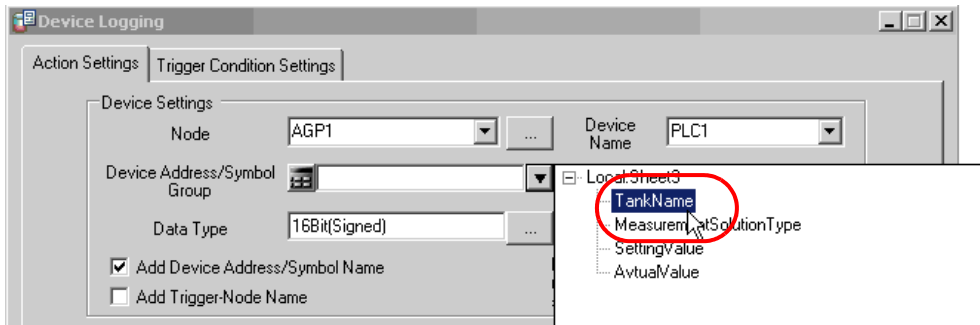 Device Logging
Action Settings Trigger Condition Settings
Device Settings
Node AGP1 ... Device Name PLC1
Device Address/Symbol Group
Local:Sheet3
TankName
Data Type 16Bit(Signed) ...
MeasurementSolutionType
SettingValue
Add Device Address/Symbol Name
AvtualValue
Add Trigger-Node Name